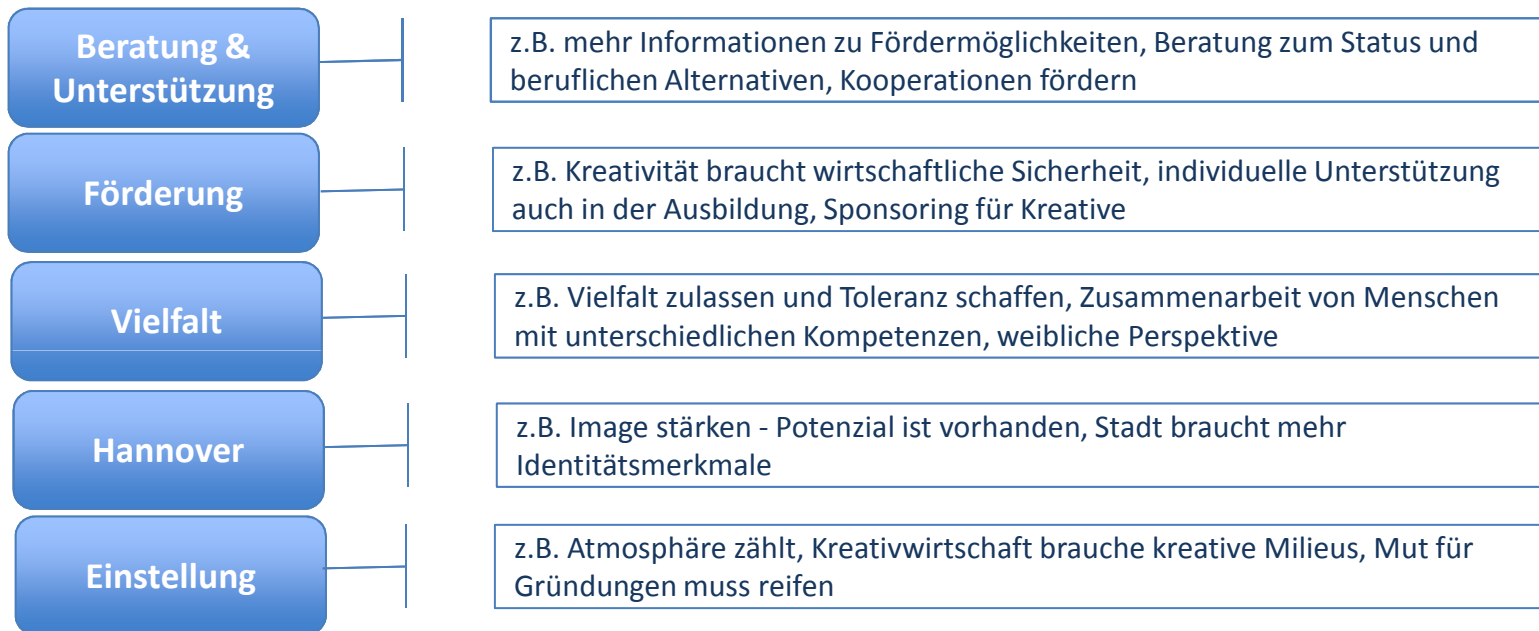 Beratung &
Unterstützung
z.B. mehr Informationen zu Fördermöglichkeiten, Beratung zum Status und
beruflichen Alternativen, Kooperationen fördern
Förderung
z.B. Kreativität braucht wirtschaftliche Sicherheit, individuelle Unterstützung
auch in der Ausbildung, Sponsoring für Kreative
Vielfalt
z.B. Vielfalt zulassen und Toleranz schaffen, Zusammenarbeit von Menschen
mit unterschiedlichen Kompetenzen, weibliche Perspektive
Hannover
z.B. Image stärken - Potenzial ist vorhanden, Stadt braucht mehr
Identitätsmerkmale
Einstellung
z.B. Atmosphäre zählt, Kreativwirtschaft brauche kreative Milieus, Mut für
Gründungen muss reifen